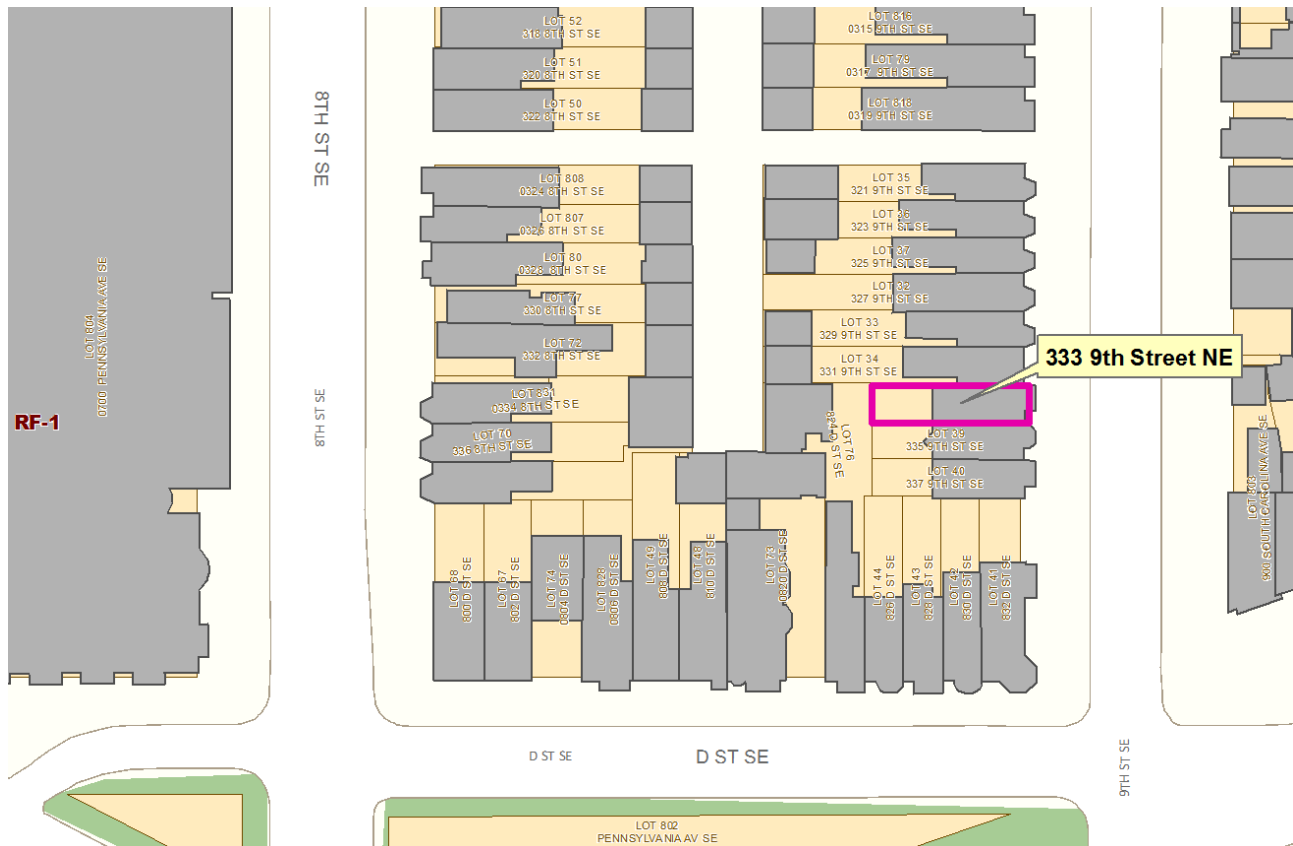 LOT 52
318 8TH ST SE
LOT 51
320 8TH ST SE
LOT 50
322 8TH ST SE
LOT 816
0315 9TH ST SE
LOT 79
0317 9TH ST SE
LOT 818
0319 9TH ST SE
8TH ST SE
LOT 808
0324 8TH ST SE
LOT 807
0326 8TH ST SE
LOT 80
0328 8TH ST SE
LOT 77
330 8TH ST SE
LOT 72
332 8TH ST SE
LOT 831
0334 8TH ST SE
LOT 70
336 8TH ST SE
LOT 35
321 9TH ST SE
LOT 36
323 9TH ST SE
LOT 37
325 9TH ST SE
LOT 32
327 9TH ST SE
LOT 33
329 9TH ST SE
LOT 34
331 9TH ST SE
333 9th Street NE
LOT 39
335 9TH ST SE
LOT 40
337 9TH ST SE
LOT 76
824 D ST SE
LOT 804
0700 PENNSYLVANIA AVE SE
RF-1
8TH ST SE
LOT 803
900 SOUTH CAROLINA AVE SE
LOT 68
800 D ST SE
LOT 67
802 D ST SE
LOT 74
0804 D ST SE
LOT 828
0806 D ST SE
LOT 49
808 D ST SE
LOT 48
810 D ST SE
LOT 73
0820 D ST SE
LOT 44
826 D ST SE
LOT 43
828 D ST SE
LOT 42
830 D ST SE
LOT 41
832 D ST SE
D ST SE
D ST SE
9TH ST SE
LOT 802
PENNSYLVANIA AV SE